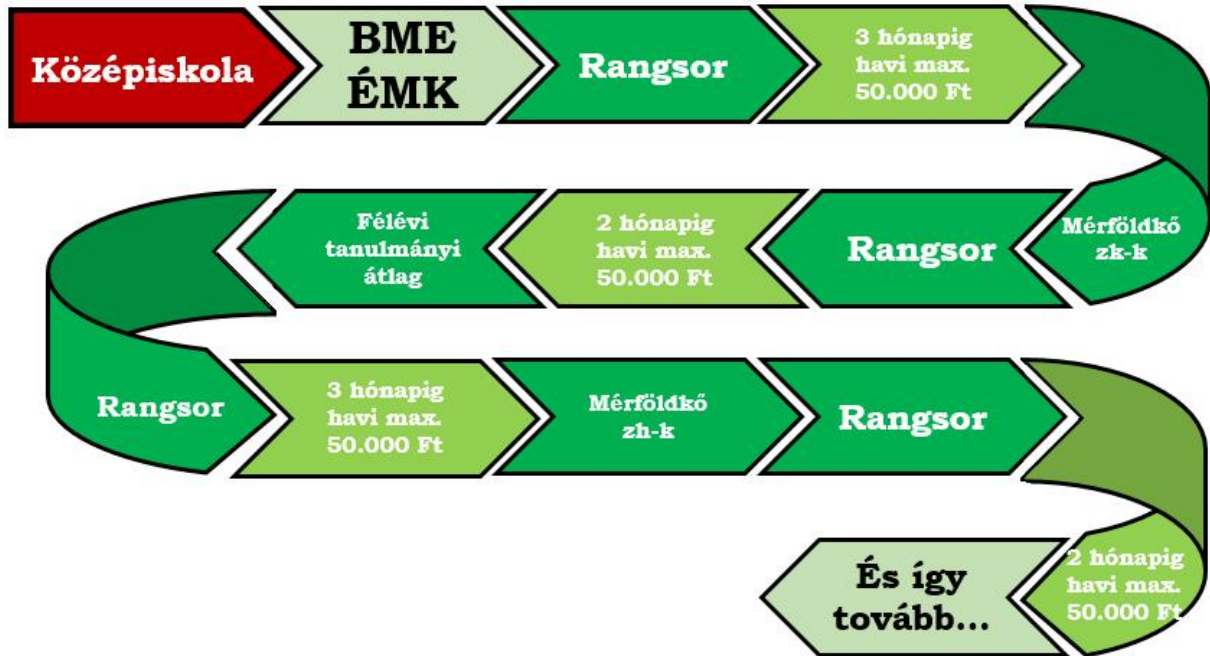 Középiskola
BME
ÉMK
Rangsor
3 hónapig
havi max.
50.000 Ft
Mérföldkő
zk-k
Rangsor
2 hónapig
havi max.
50.000 Ft
Félévi
tanulmányi
átlag
Rangsor
3 hónapig
havi max.
50.000 Ft
Mérföldkő
zh-k
Rangsor
2 hónapig
havi max.
50.000 Ft
És így
tovább...